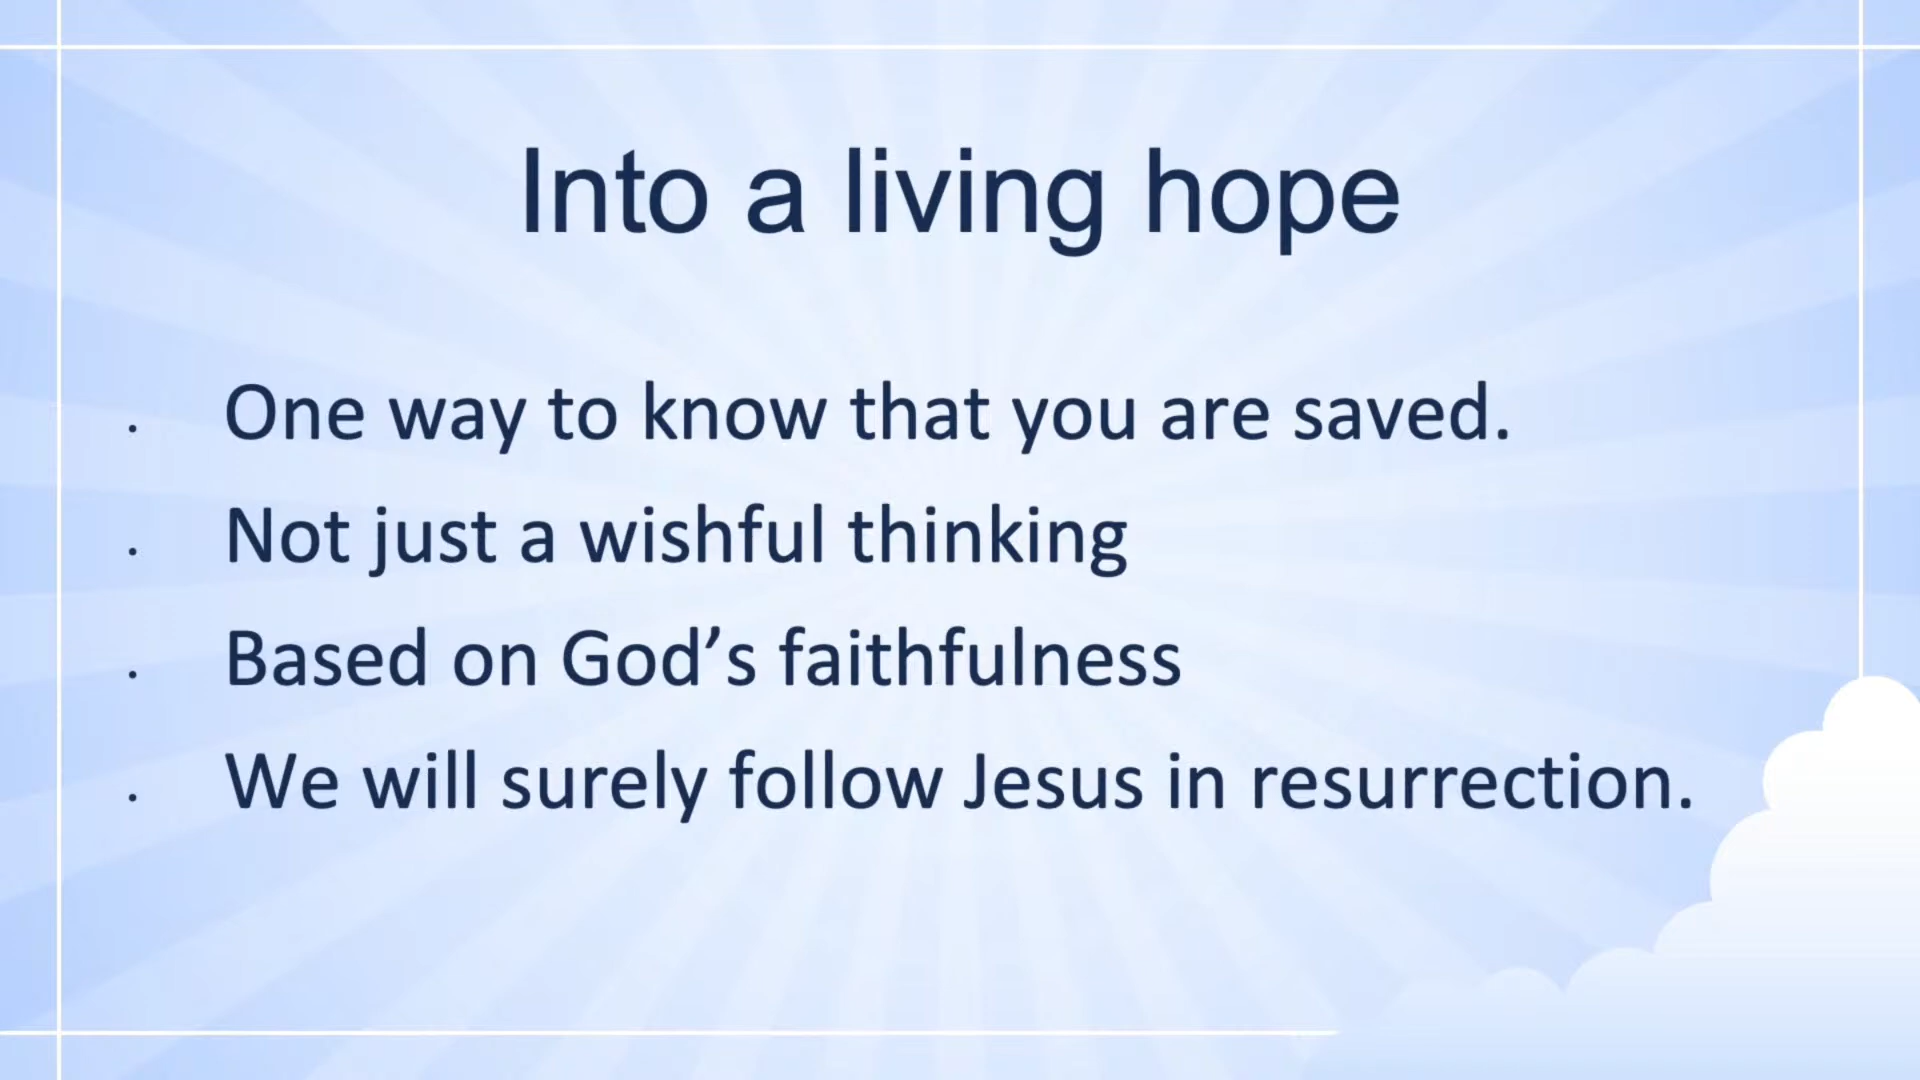 Into a living hope
. One way to know that you are saved.
. Not just a wishful thinking
. Based on God’s faithfulness
. We will surely follow Jesus in resurrection.